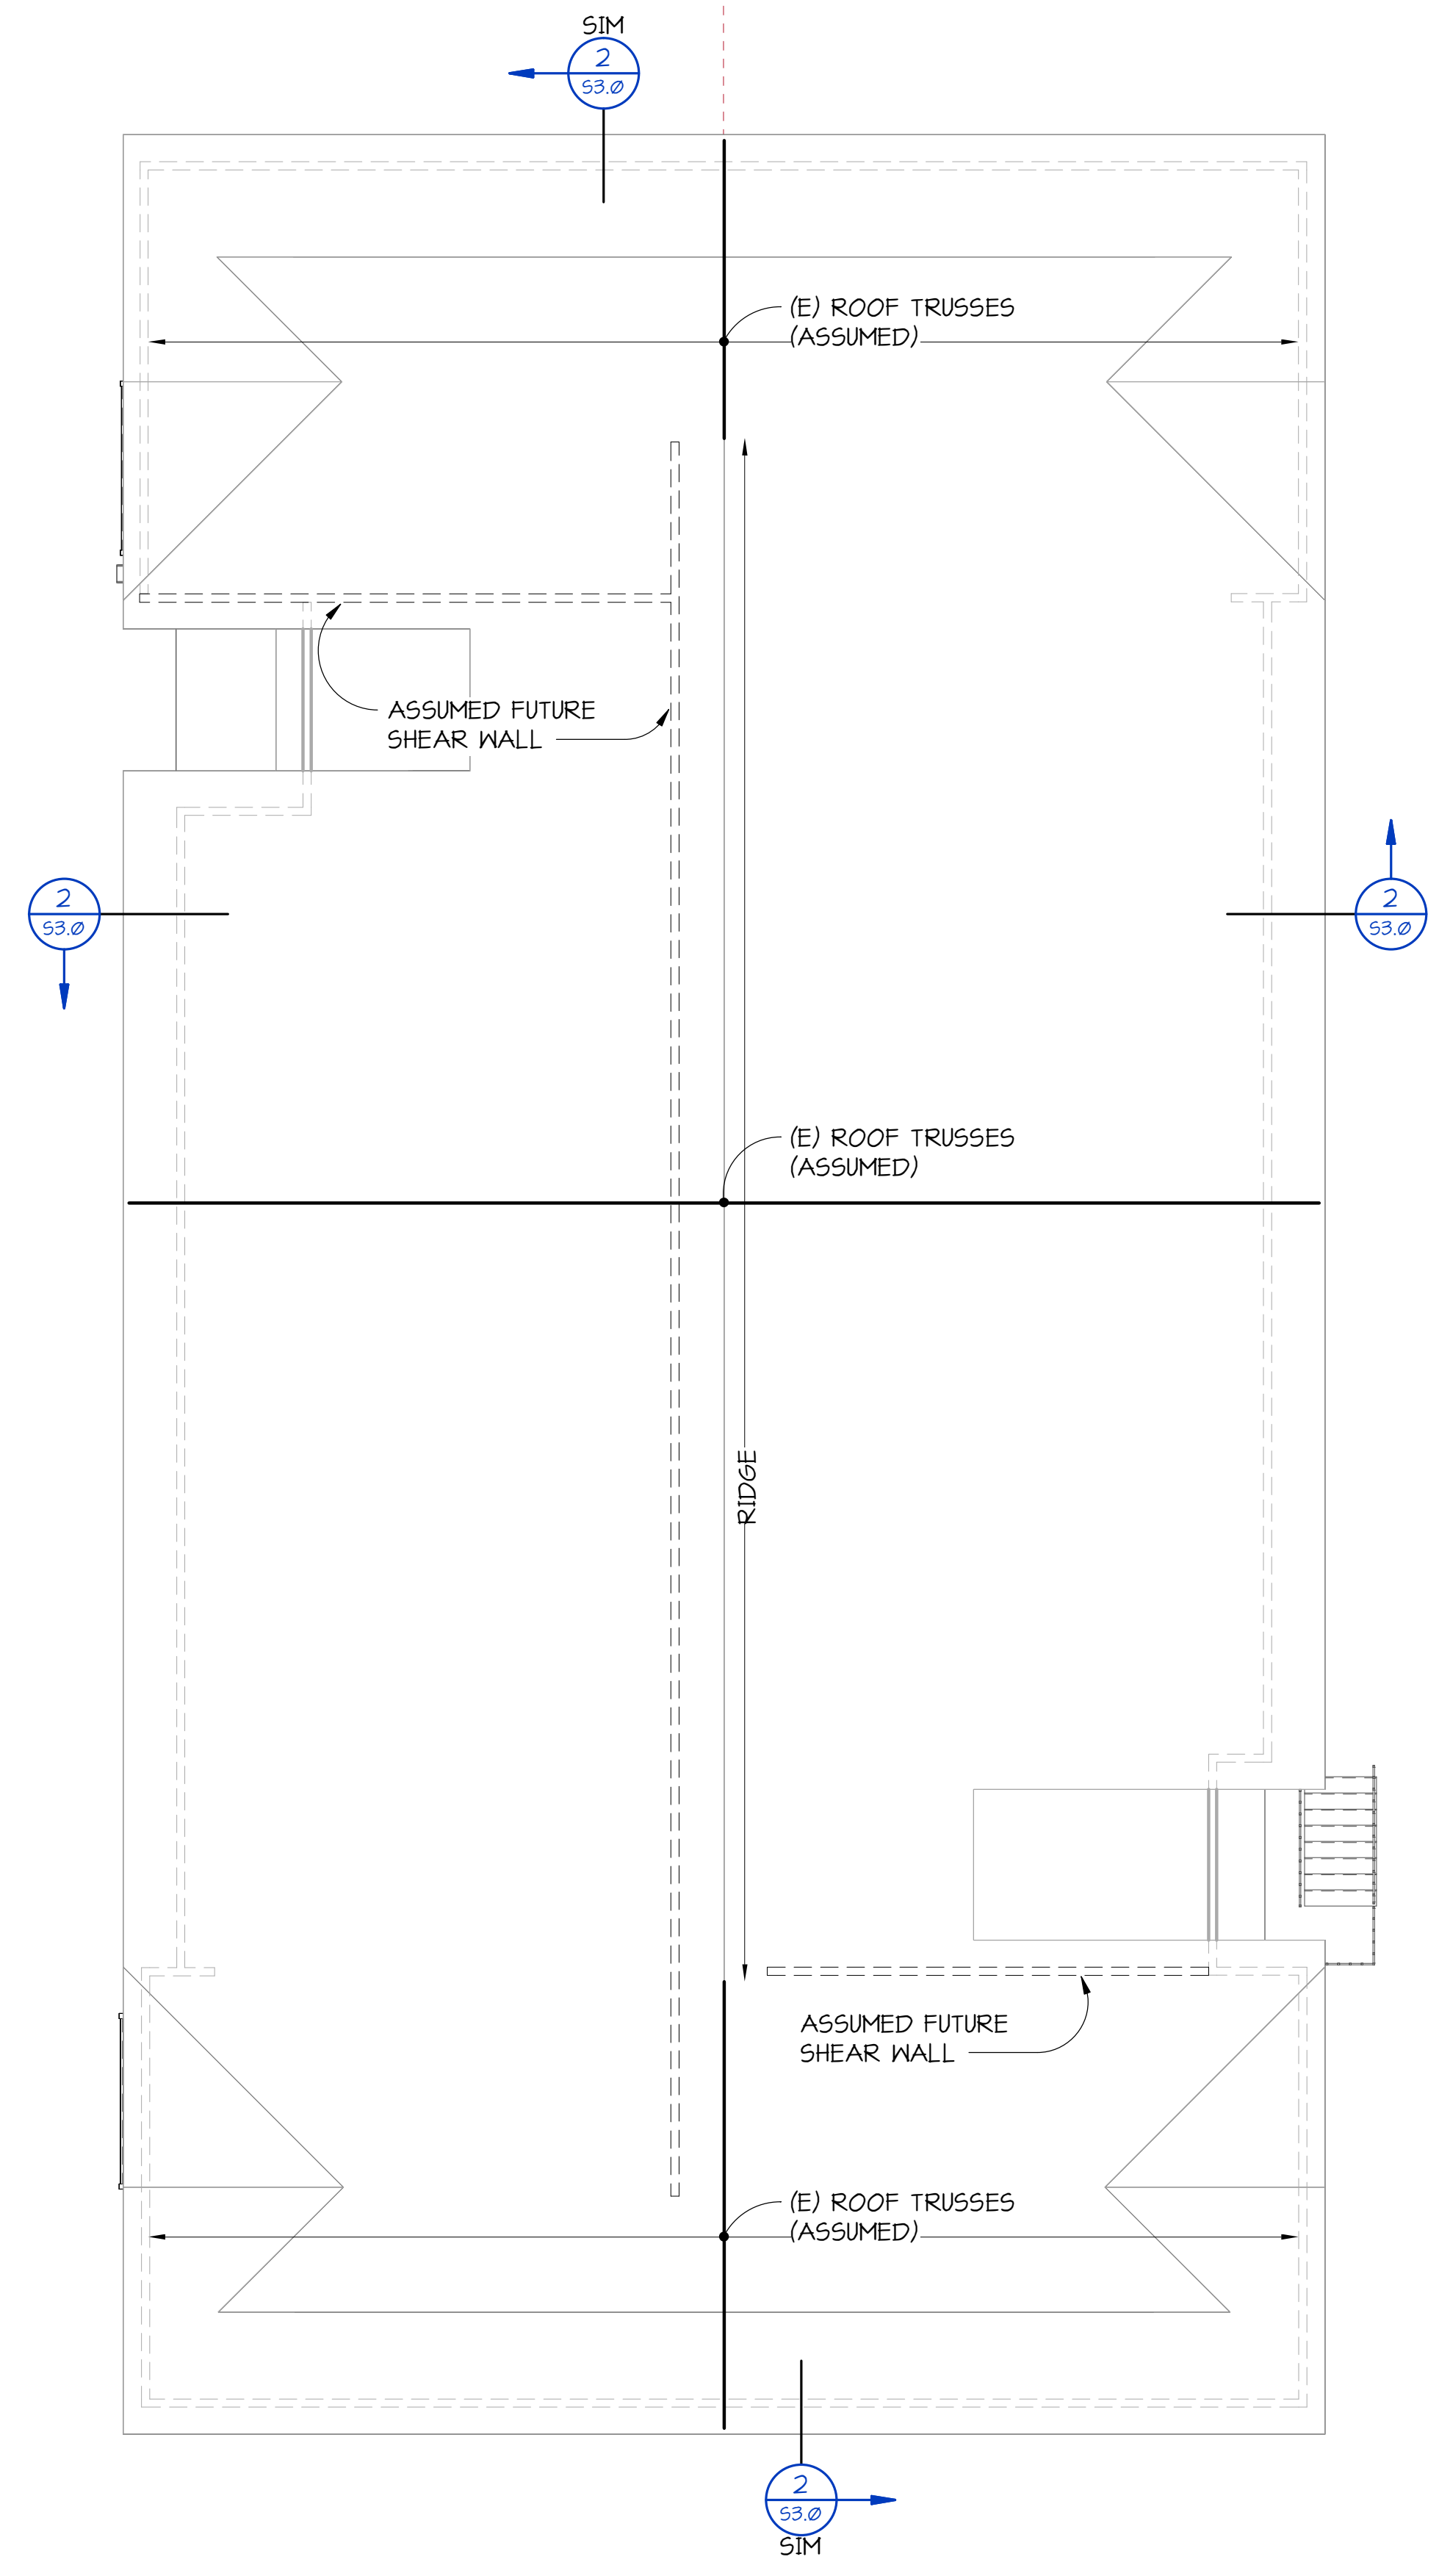 SIM
2
S3.0
(E) ROOF TRUSSES
(ASSUMED)
ASSUMED FUTURE
SHEAR WALL
2
S3.0
2
S3.0
(E) ROOF TRUSSES
(ASSUMED)
RIDGE
ASSUMED FUTURE
SHEAR WALL
(E) ROOF TRUSSES
(ASSUMED)
2
S3.0
SIM